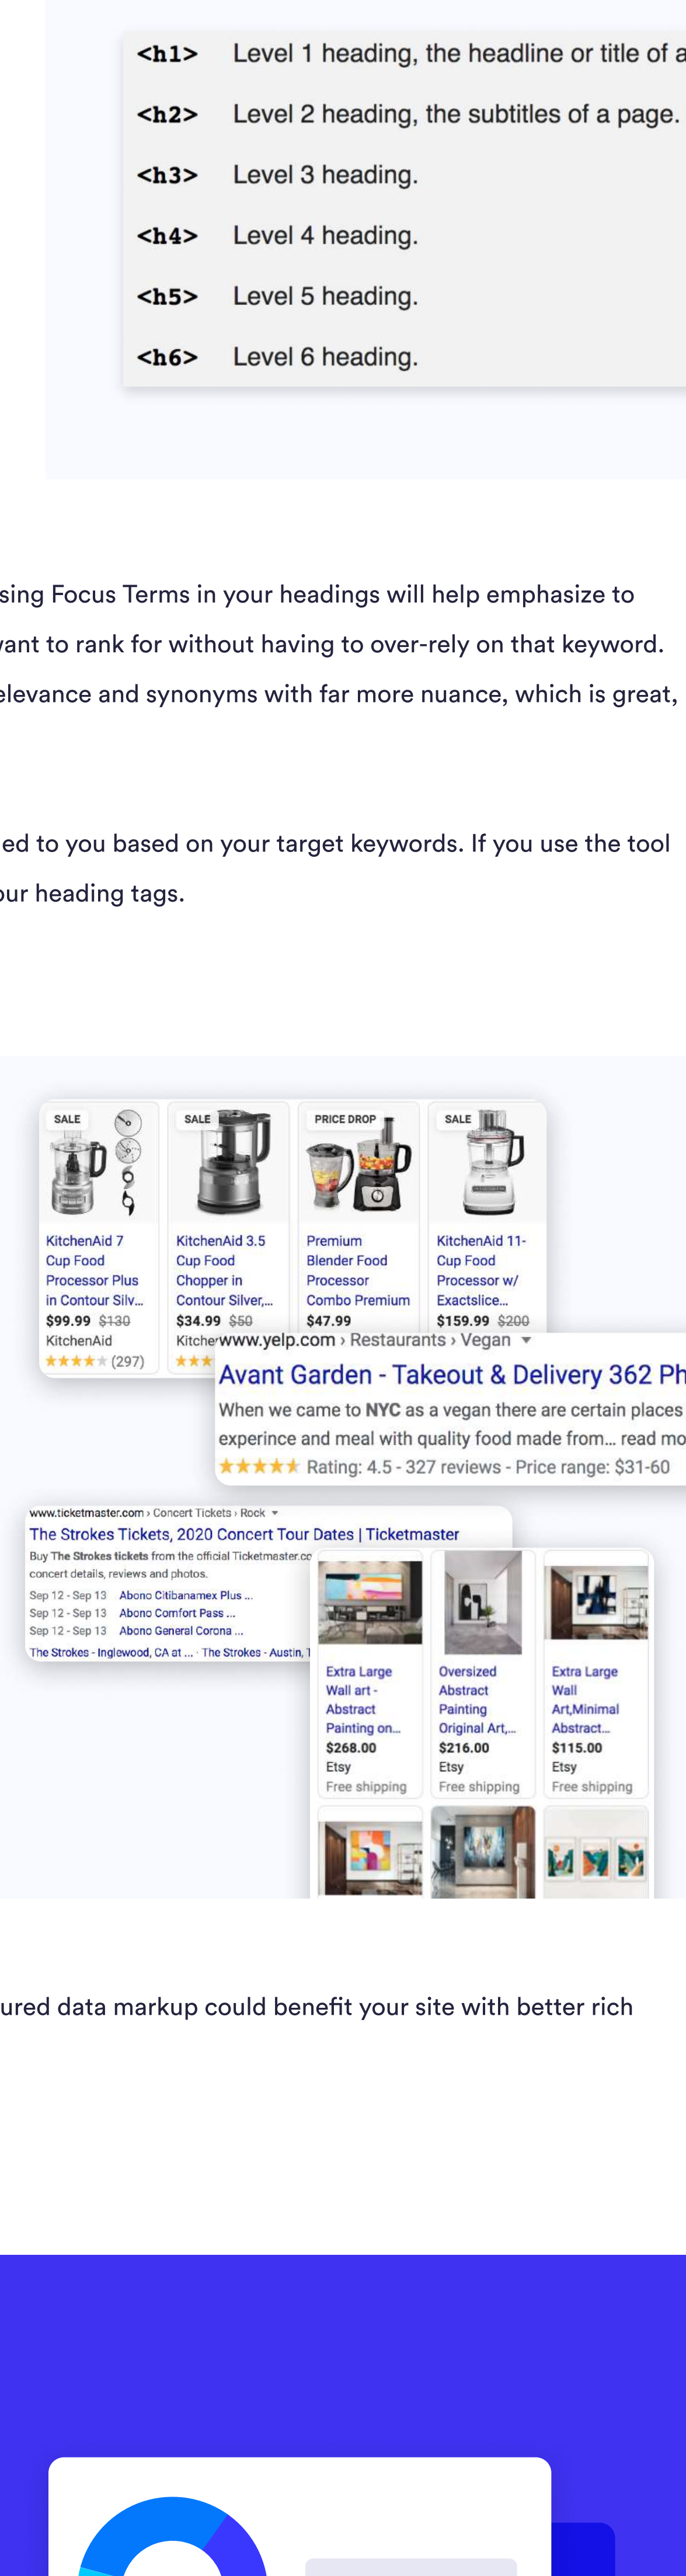 <h1> Level 1 heading, the headline or title of a
<h2> Level 2 heading, the subtitles of a page.
<h3> Level 3 heading.
<h4> Level 4 heading.
<h5> Level 5 heading.
<h6> Level 6 heading.
sing Focus Terms in your headings will help emphasize to
want to rank for without having to over-rely on that keyword.
elevance and synonyms with far more nuance, which is great,
ed to you based on your target keywords. If you use the tool
our heading tags.
SALE
KitchenAid 7
Cup Food
Processor Plus
in Contour Silv...
$99.99 $130
KitchenAid
(297)
SALE
KitchenAid 3.5
Cup Food
Chopper in
Contour Silver,...
$34.99 $50
Kitche
PRICE DROP
Premium
Blender Food
Processor
Combo Premium
$47.99
SALE
KitchenAid 11-
Cup Food
Processor w/
Exactslice...
$159.99 $200
www.yelp.com › Restaurants › Vegan
Avant Garden - Takeout & Delivery 362 Ph
When we came to NYC as a vegan there are certain places
experince and meal with quality food made from... read mo
Rating: 4.5 - 327 reviews - Price range: $31-60
www.ticketmaster.com › Concert Tickets › Rock
The Strokes Tickets, 2020 Concert Tour Dates | Ticketmaster
Buy The Strokes tickets from the official Ticketmaster.co
concert details, reviews and photos.
Sep 12 - Sep 13 Abono Citibanamex Plus ...
Sep 12 - Sep 13 Abono Comfort Pass ...
Sep 12 - Sep 13 Abono General Corona ...
The Strokes - Inglewood, CA at ... · The Strokes - Austin, T
Extra Large
Wall art -
Abstract
Painting on...
$268.00
Etsy
Free shipping
Oversized
Abstract
Painting
Original Art,...
$216.00
Etsy
Free shipping
Extra Large
Wall
Art,Minimal
Abstract...
$115.00
Etsy
Free shipping
ured data markup could benefit your site with better rich